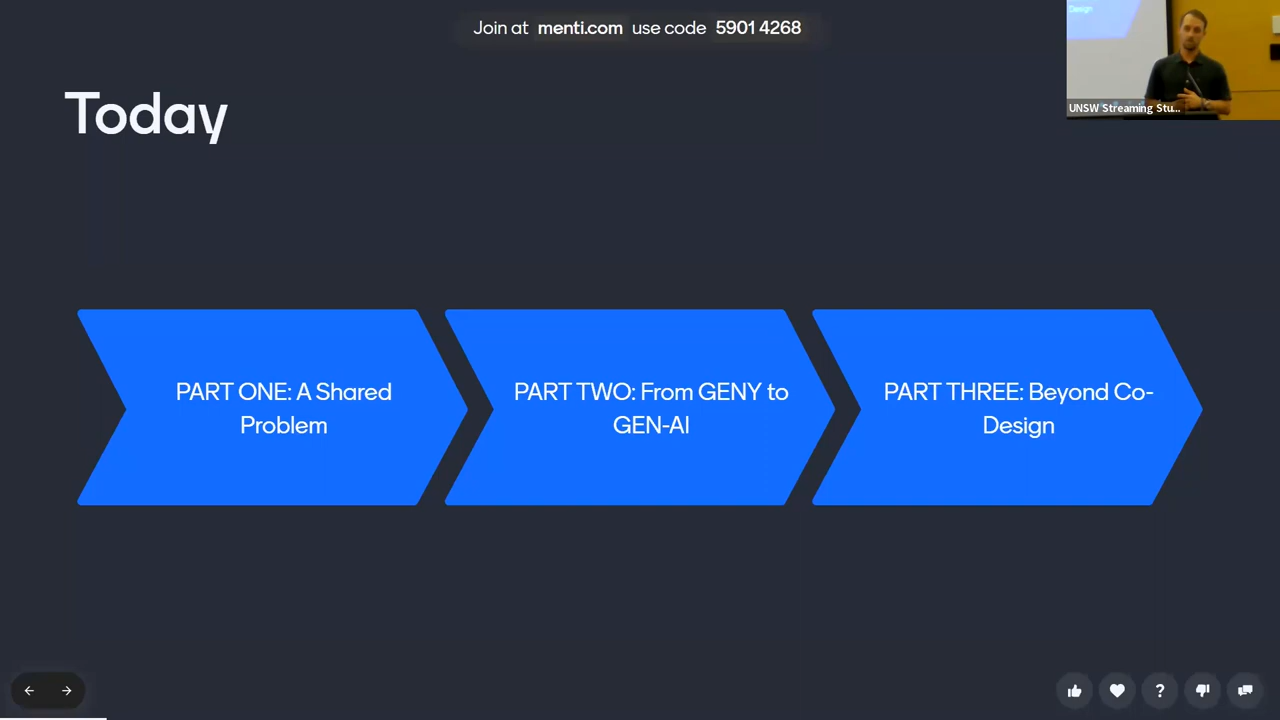 Join at menti.com use code 5901 4268
Today
Design
UNSW Streaming Stu...
PART ONE: A Shared
Problem
PART TWO: From GENY to
GEN-AI
PART THREE: Beyond Co-
Design